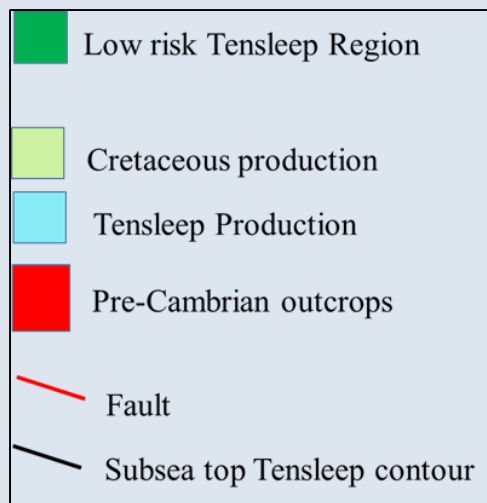 Low risk Tensleep Region
Cretaceous production
Tensleep Production
Pre-Cambrian outcrops
Fault
Subsea top Tensleep contour